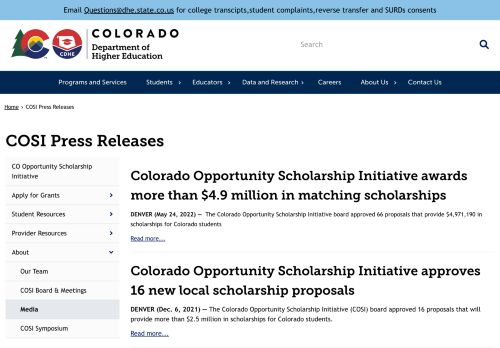 Email Questions@dhe.state.co.us for college transcipts,student complaints,reverse transfer and SURDs consents
CDHE
COLORADO
Department of
Higher Education
Search
Programs and Services Students Educators Data and Research Careers About Us Contact Us
Home › COSI Press Releases
COSI Press Releases
CO Opportunity Scholarship
Initiative
Apply for Grants
Student Resources
Provider Resources
About
Our Team
COSI Board & Meetings
Media
COSI Symposium
Colorado Opportunity Scholarship Initiative awards
more than $4.9 million in matching scholarships
DENVER (May 24, 2022) — The Colorado Opportunity Scholarship Initiative board approved 66 proposals that provide $4,971,190 in
scholarships for Colorado students
Read more...
Colorado Opportunity Scholarship Initiative approves
16 new local scholarship proposals
DENVER (Dec. 6, 2021) — The Colorado Opportunity Scholarship Initiative (COSI) board approved 16 proposals that will
provide more than $2.5 million in scholarships for Colorado students.
Read more...